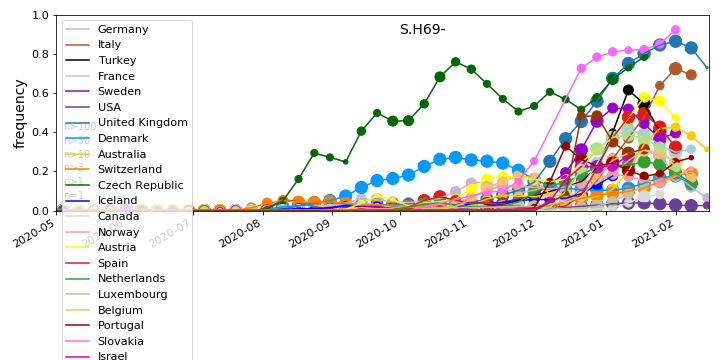 S.H69-
frequency
1.0
0.8
0.6
0.4
0.2
0.0
2020-05
2020-07
2020-08
2020-09
2020-10
2020-11
2020-12
2021-01
2021-02
Germany
Italy
Turkey
France
Sweden
USA
United Kingdom
Denmark
Australia
Switzerland
Czech Republic
Iceland
Canada
Norway
Austria
Spain
Netherlands
Luxembourg
Belgium
Portugal
Slovakia
Israel
n>100